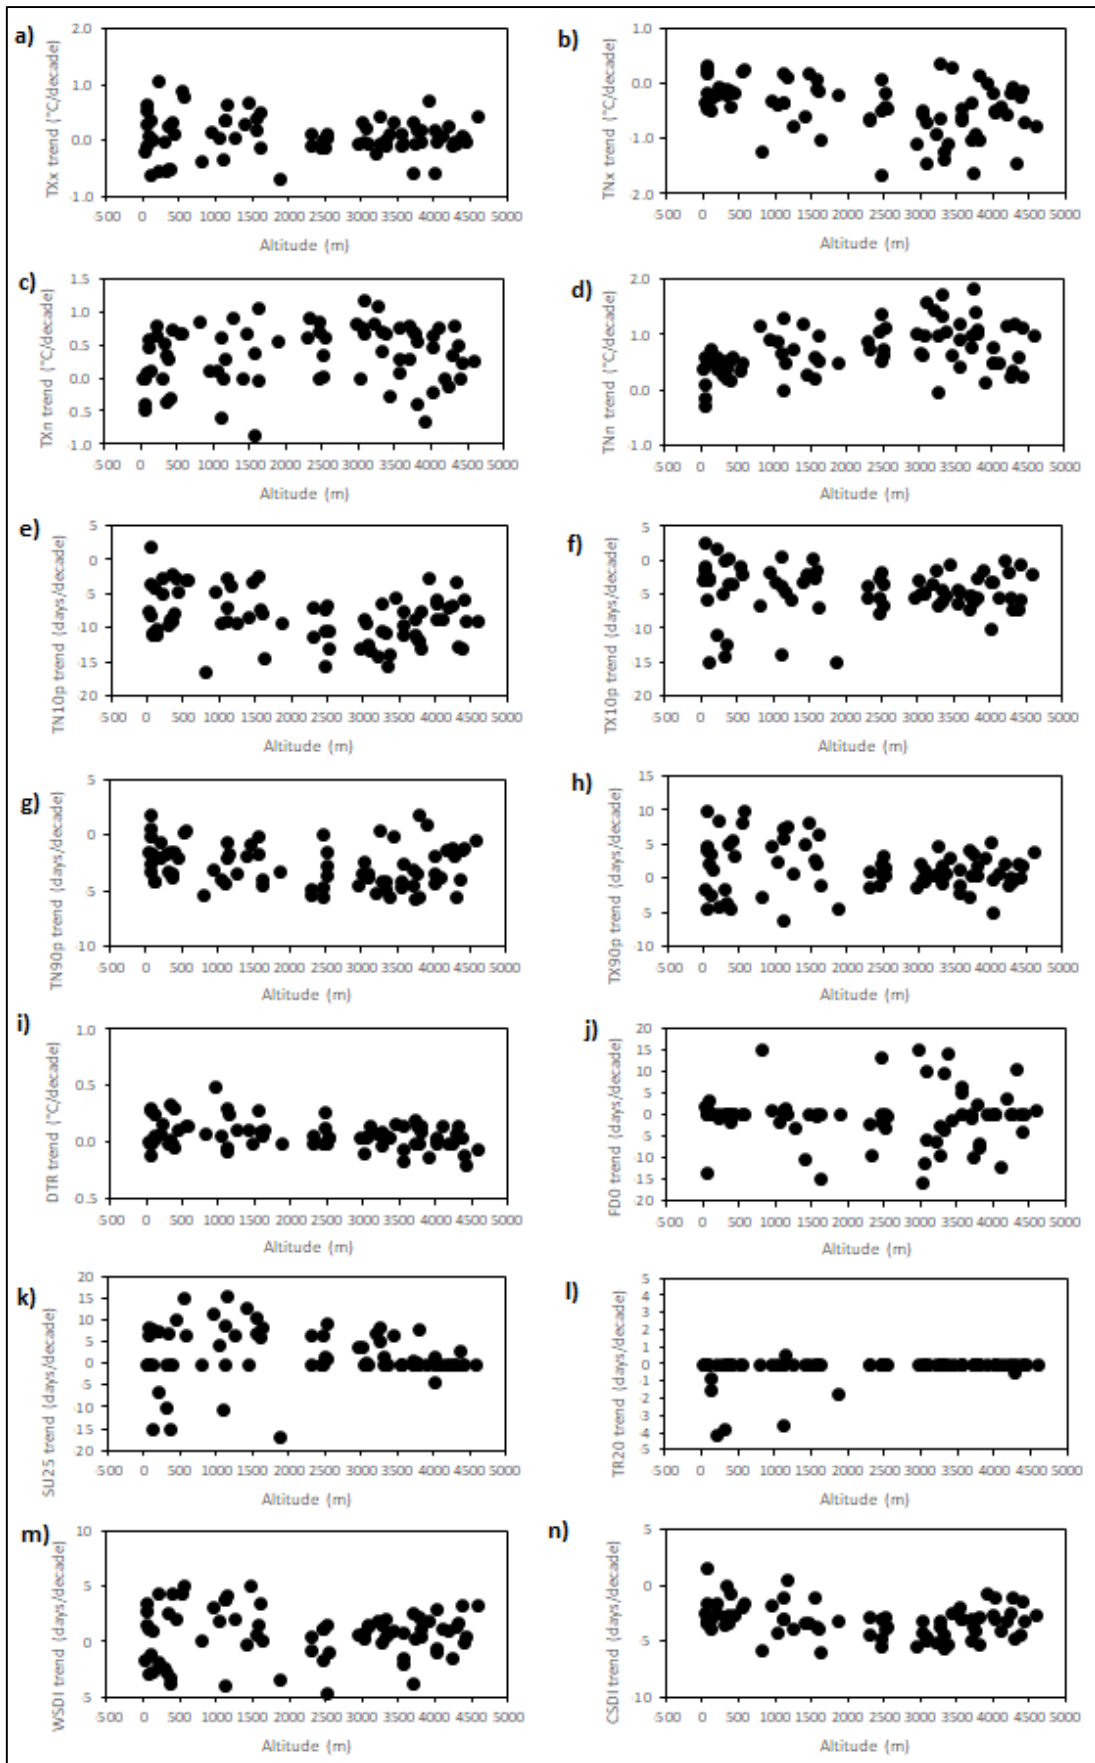 a)
TXx trend (°C/decade)
2.0
1.0
0.0
-1.0
-500 0 500 1000 1500 2000 2500 3000 3500 4000 4500 5000
Altitude (m)
b)
TNx trend (°C/decade)
1.0
0.0
-1.0
-2.0
-500 0 500 1000 1500 2000 2500 3000 3500 4000 4500 5000
Altitude (m)
c)
TXn trend (°C/decade)
1.5
1.0
0.5
0.0
-0.5
-1.0
-500 0 500 1000 1500 2000 2500 3000 3500 4000 4500 5000
Altitude (m)
d)
TNn trend (°C/decade)
2.0
1.0
0.0
-1.0
-500 0 500 1000 1500 2000 2500 3000 3500 4000 4500 5000
Altitude (m)
e)
TN10p trend (days/decade)
5
0
-5
-10
-15
-20
-500 0 500 1000 1500 2000 2500 3000 3500 4000 4500 5000
Altitude (m)
f)
TX10p trend (days/decade)
5
0
-5
-10
-15
-20
-500 0 500 1000 1500 2000 2500 3000 3500 4000 4500 5000
Altitude (m)
g)
TN90p trend (days/decade)
5
0
-5
-10
-500 0 500 1000 1500 2000 2500 3000 3500 4000 4500 5000
Altitude (m)
h)
TX90p trend (days/decade)
15
10
5
0
-5
-10
-500 0 500 1000 1500 2000 2500 3000 3500 4000 4500 5000
Altitude (m)
i)
DTR trend (°C/decade)
1.0
0.5
0.0
-0.5
-500 0 500 1000 1500 2000 2500 3000 3500 4000 4500 5000
Altitude (m)
j)
FD0 trend (days/decade)
20
15
10
5
0
-5
-10
-15
-20
-500 0 500 1000 1500 2000 2500 3000 3500 4000 4500 5000
Altitude (m)
k)
SU25 trend (days/decade)
20
15
10
5
0
-5
-10
-15
-20
-500 0 500 1000 1500 2000 2500 3000 3500 4000 4500 5000
Altitude (m)
l)
TR20 trend (days/decade)
5
4
3
2
1
0
-1
-2
-3
-4
-5
-500 0 500 1000 1500 2000 2500 3000 3500 4000 4500 5000
Altitude (m)
m)
WSDI trend (days/decade)
10
5
0
-5
-500 0 500 1000 1500 2000 2500 3000 3500 4000 4500 5000
Altitude (m)
n)
CSDI trend (days/decade)
5
0
-5
-10
-500 0 500 1000 1500 2000 2500 3000 3500 4000 4500 5000
Altitude (m)